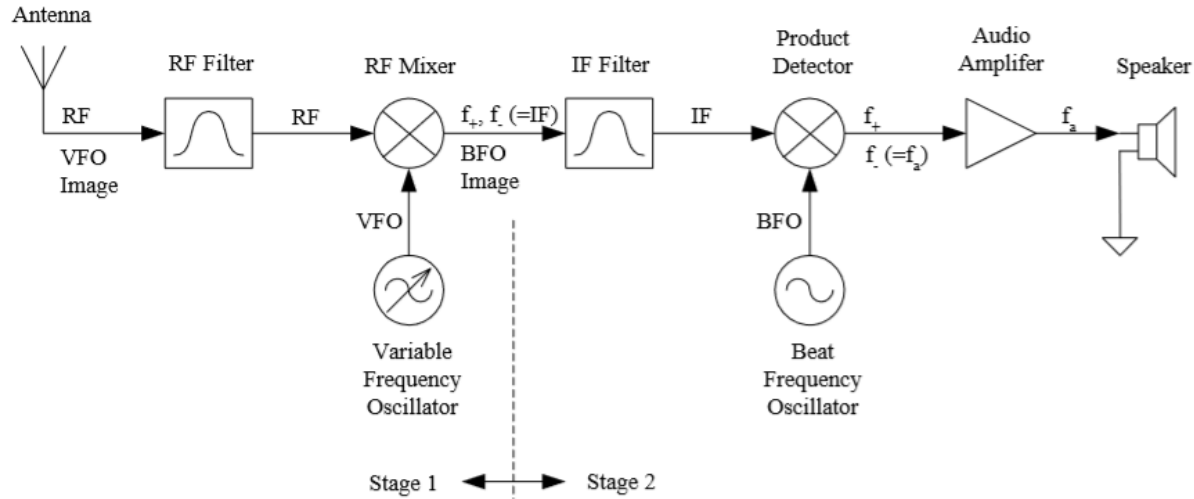 Antenna
RF Filter
RF Mixer
IF Filter
Product
Detector
Audio
Amplifer
Speaker
RF
VFO
Image
RF
f₊, f₋ (=IF)
BFO
Image
IF
f₊
f₋ (=fₐ)
fₐ
VFO
BFO
Variable
Frequency
Oscillator
Beat
Frequency
Oscillator
Stage 1
Stage 2